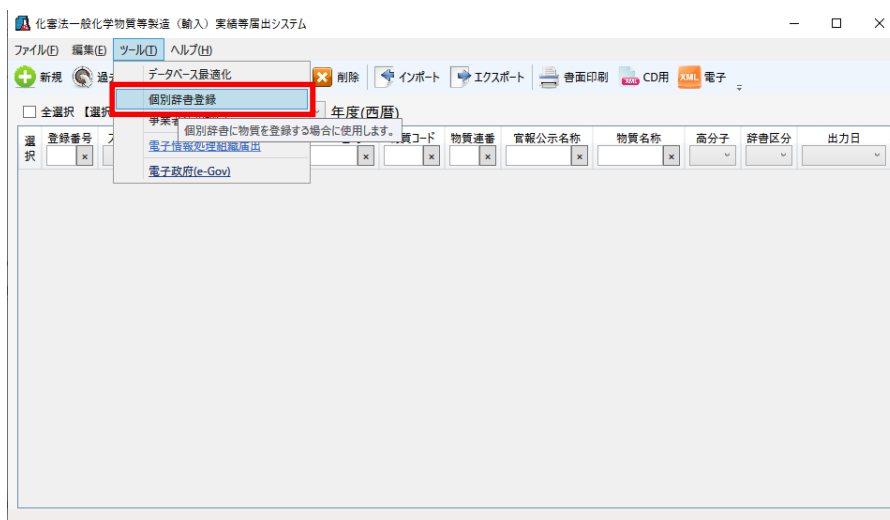 化審法一般化学物質等製造（輸入）実績等届出システム
ファイル(F) 編集(E) ツール(T) ヘルプ(H)
新規 過 削除 インポート エクスポート 書面印刷 CD用 電子
データベース最適化
個別辞書登録
全選択 【選択 年度(西暦)
事業者
個別辞書に物質を登録する場合に使用します。
電子情報処理組織届出
電子政府(e-Gov)
選択 登録番号 質コード 物質連番 官報公示名称 物質名称 高分子 辞書区分 出力日